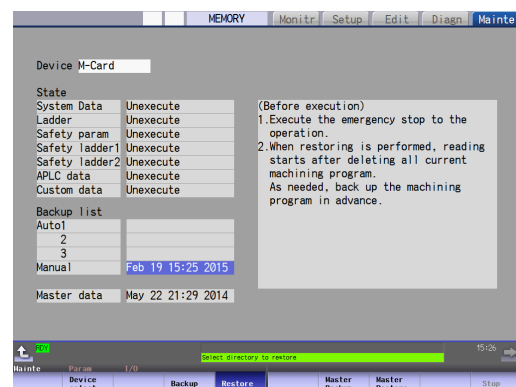 MEMORY Monitr Setup Edit Diagn Mainte
Device M-Card
State
System Data Unexecute
Ladder Unexecute
Safety param Unexecute
Safety ladder1 Unexecute
Safety ladder2 Unexecute
APLC data Unexecute
Custom data Unexecute
(Before execution)
1.Execute the emergency stop to the
operation.
2.When restoring is performed, reading
starts after deleting all current
machining program.
As needed, back up the machining
program in advance.
Backup list
Auto1
2
3
Manual Feb 19 15:25 2015
Master data May 22 21:29 2014
RDY 15:26
Select directory to restore
Mainte Param I/O
Device Backup Restore Master Master Stop